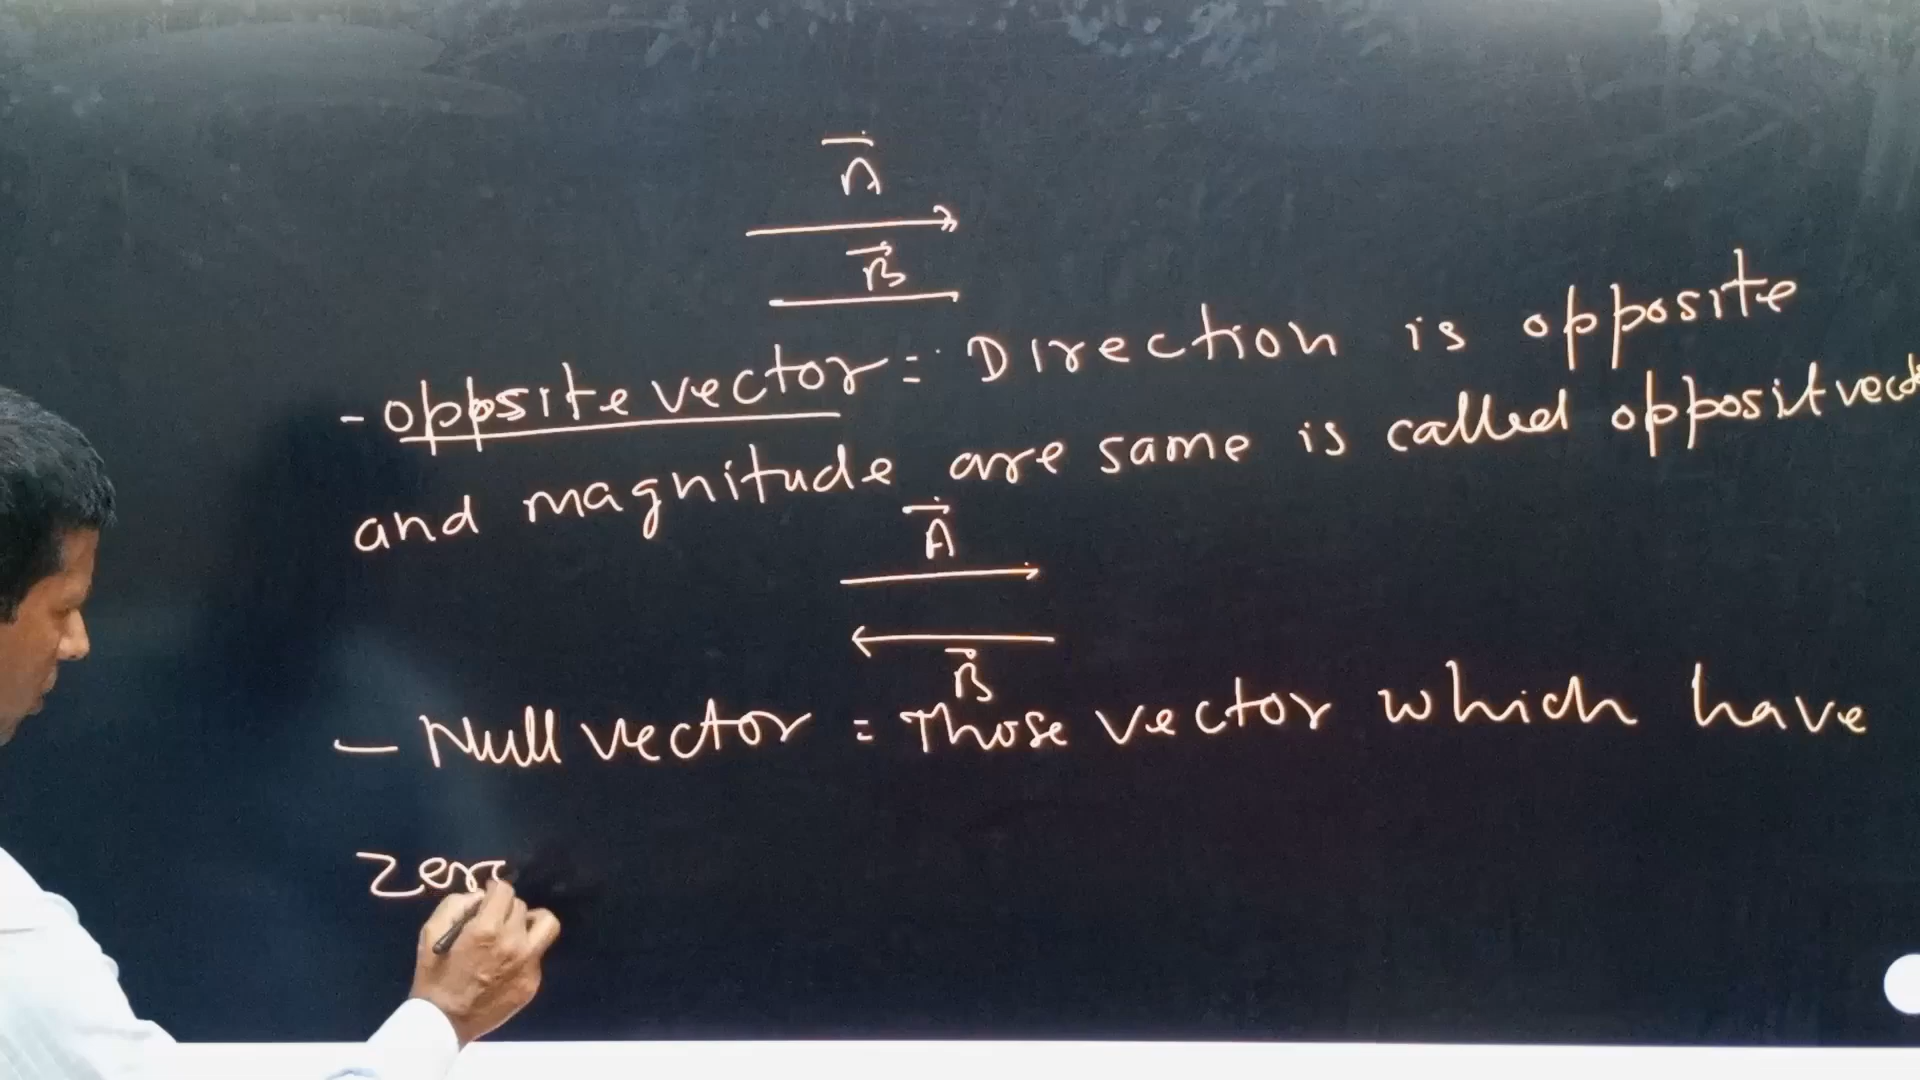 A
B
- oppsite vector = Direction is opposite
and magnitude are same is called opposit vect
A
B
- Null vector = Those vector which have
zero